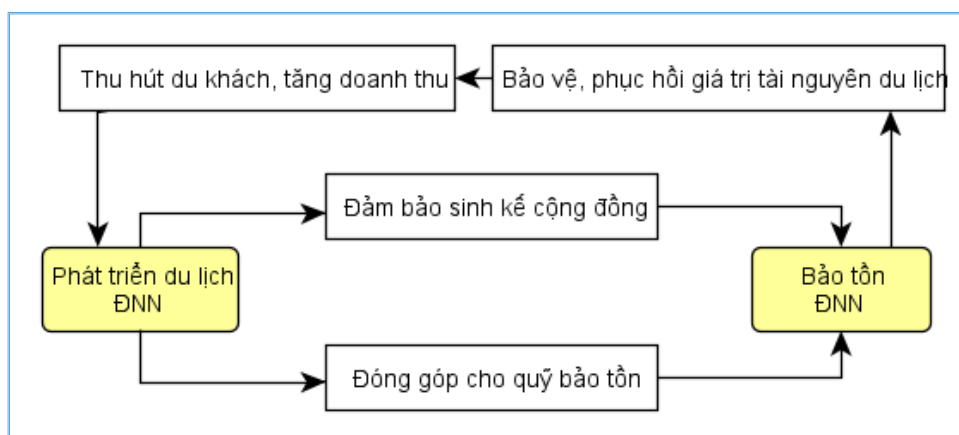 Thu hút du khách, tăng doanh thu
Bảo vệ, phục hồi giá trị tài nguyên du lịch
Đảm bảo sinh kế cộng đồng
Phát triển du lịch
ĐNN
Bảo tồn
ĐNN
Đóng góp cho quỹ bảo tồn